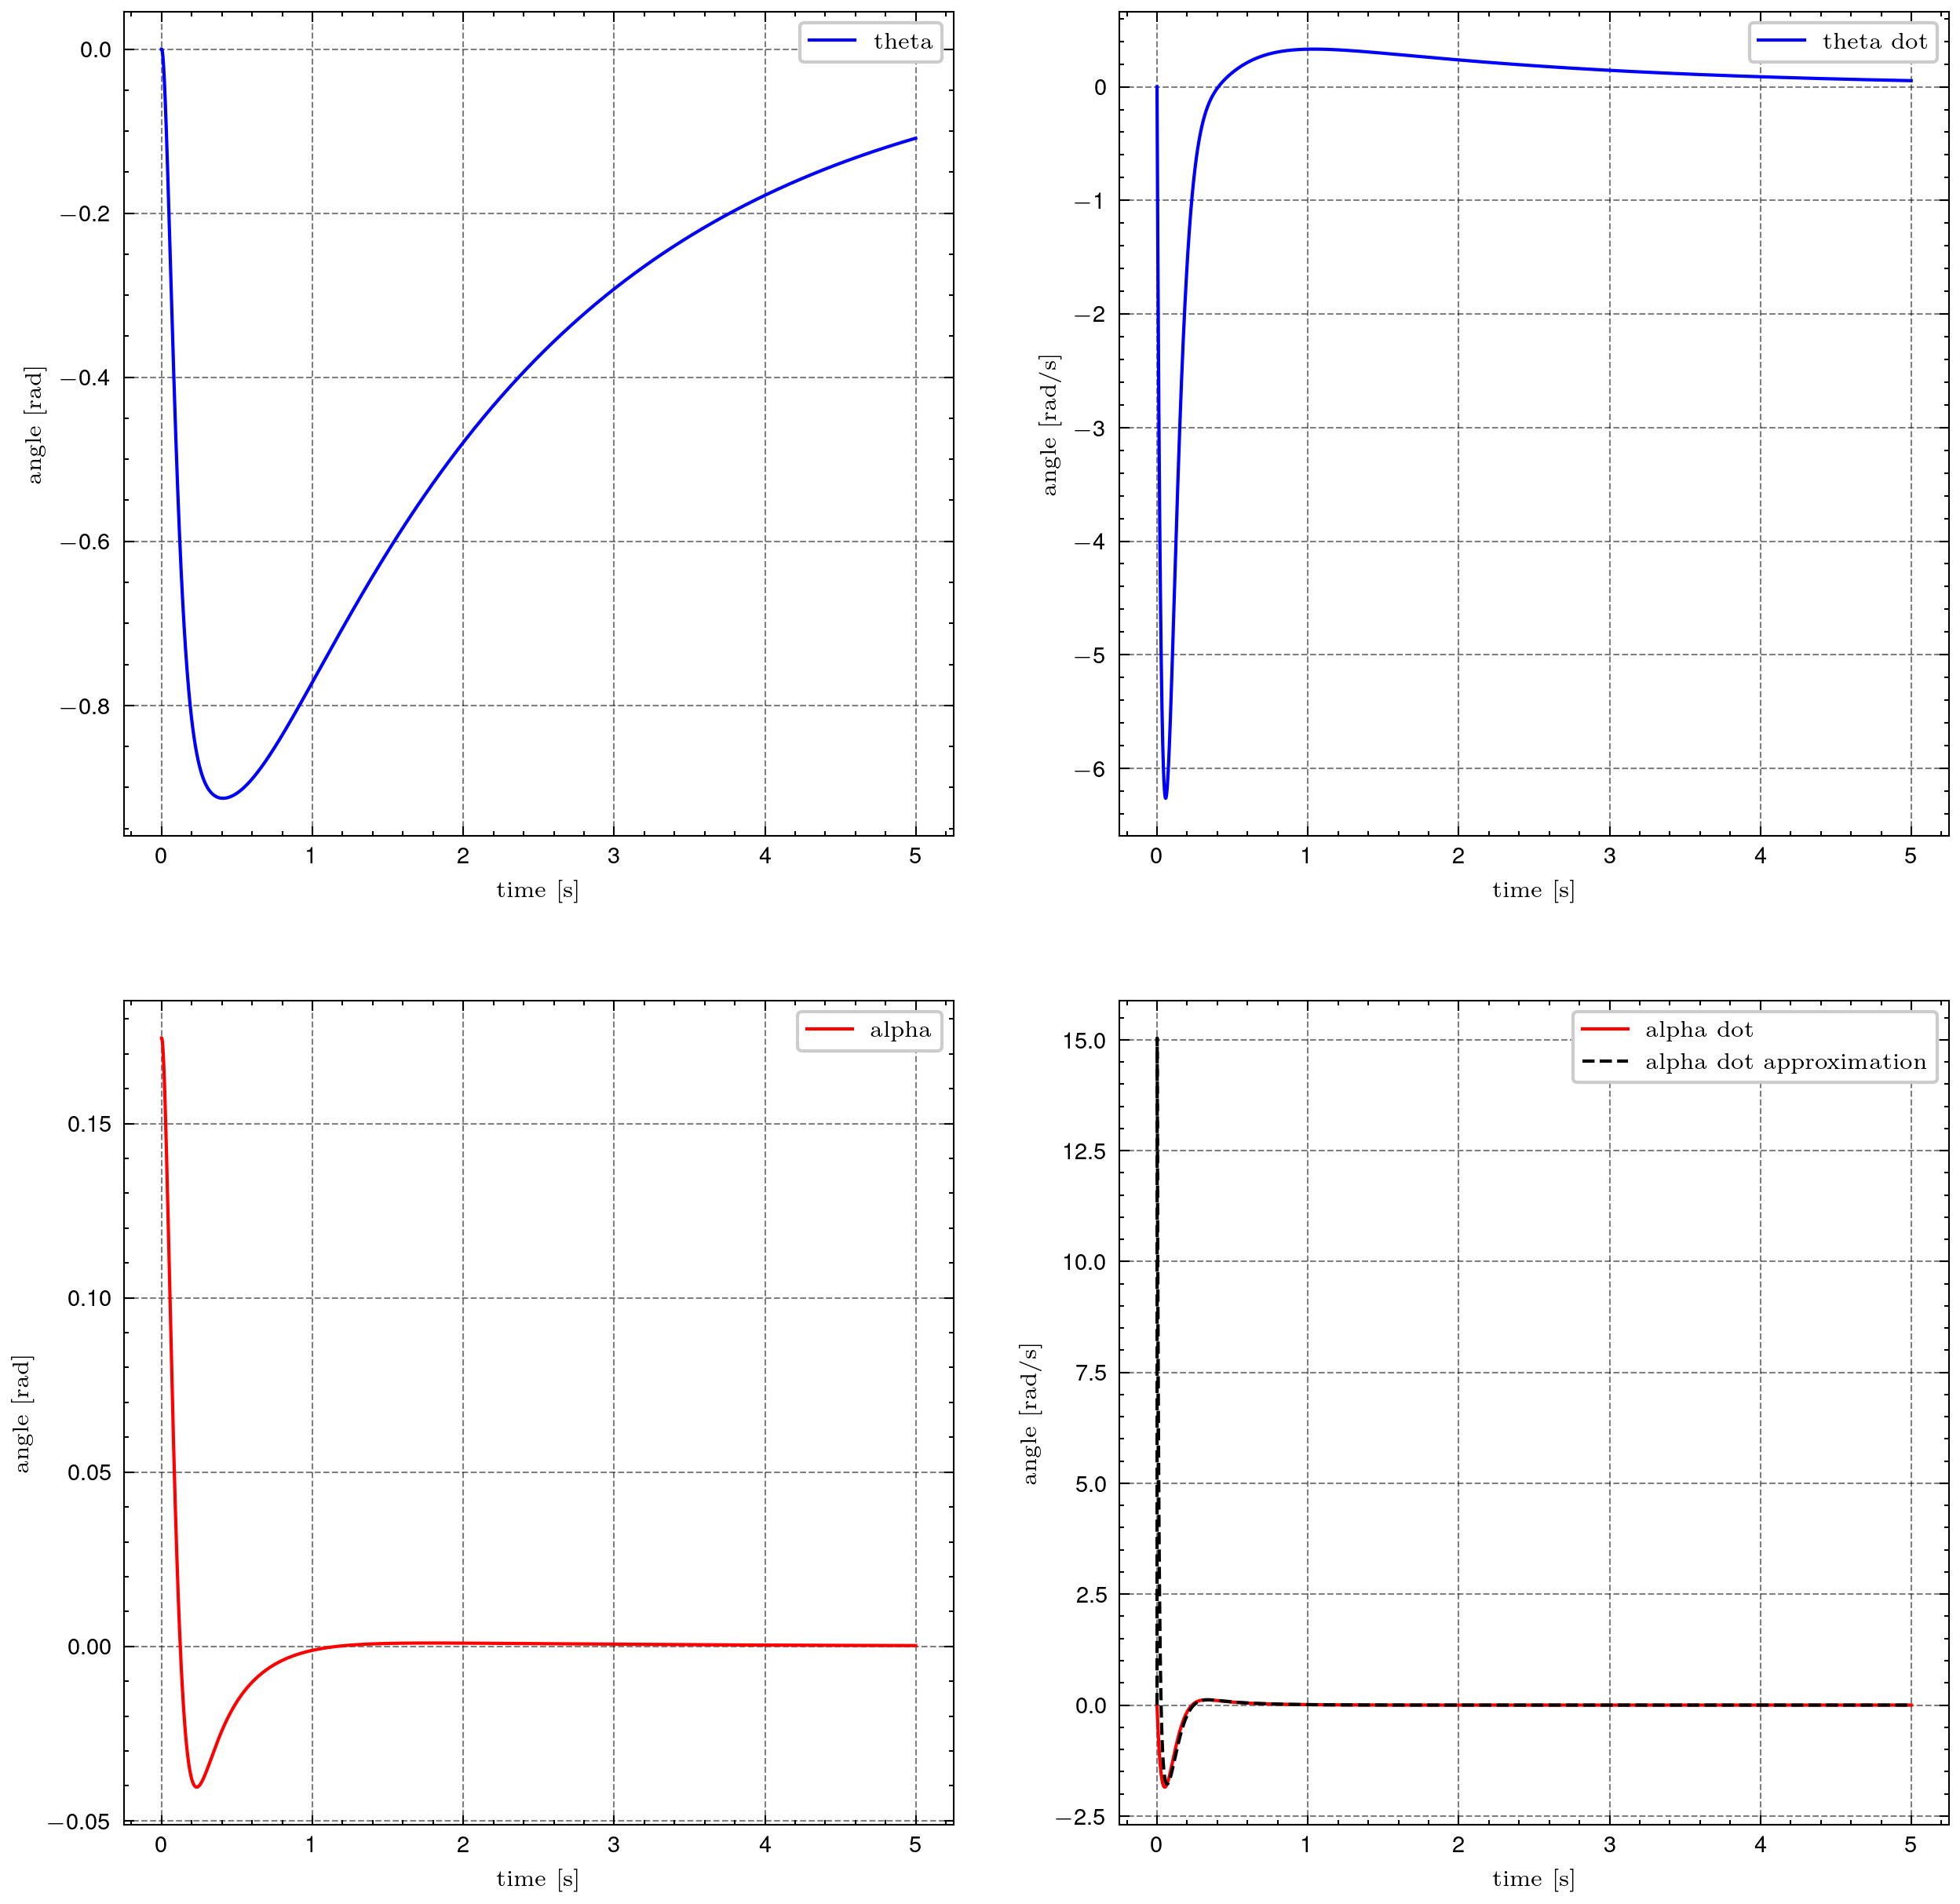 theta
0.0
−0.2
−0.4
−0.6
−0.8
angle [rad]
0 1 2 3 4 5
time [s]
theta dot
0
−1
−2
−3
−4
−5
−6
angle [rad/s]
0 1 2 3 4 5
time [s]
alpha
0.15
0.10
0.05
0.00
−0.05
angle [rad]
0 1 2 3 4 5
time [s]
alpha dot
alpha dot approximation
15.0
12.5
10.0
7.5
5.0
2.5
0.0
−2.5
angle [rad/s]
0 1 2 3 4 5
time [s]